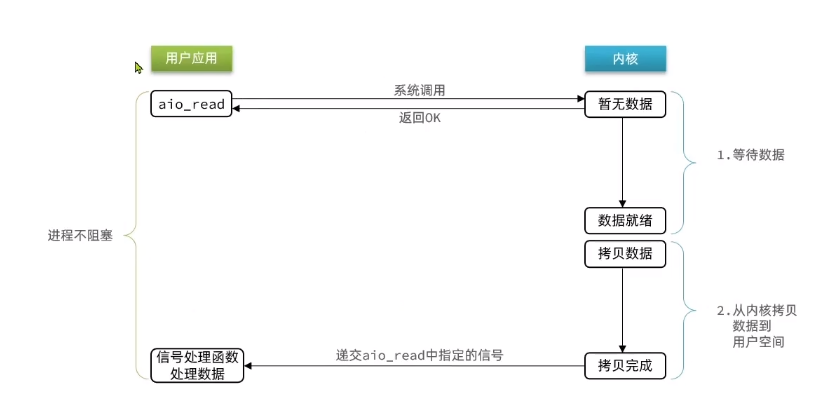 用户应用
内核
系统调用
aio_read
暂无数据
返回OK
1.等待数据
数据就绪
进程不阻塞
拷贝数据
2.从内核拷贝
数据到
用户空间
递交aio_read中指定的信号
信号处理函数
处理数据
拷贝完成